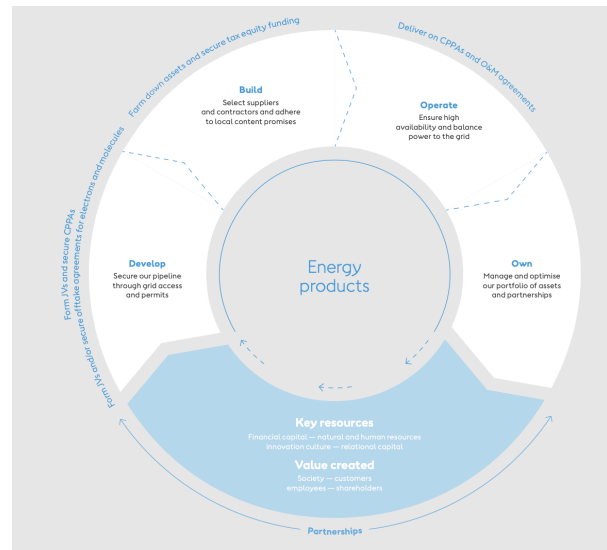 Farm down assets and secure tax equity funding
Deliver on CPPAs and O&M agreements
Build
Select suppliers
and contractors and adhere
to local content promises
Operate
Ensure high
availability and balance
power to the grid
Form JVs and secure CPPAs
Form JVs and/or secure offtake agreements for electrons and molecules
Develop
Secure our pipeline
through grid access
and permits
Energy
products
Own
Manage and optimise
our portfolio of assets
and partnerships
Key resources
Financial capital — natural and human resources
innovation culture — relational capital
Value created
Society — customers
employees — shareholders
Partnerships